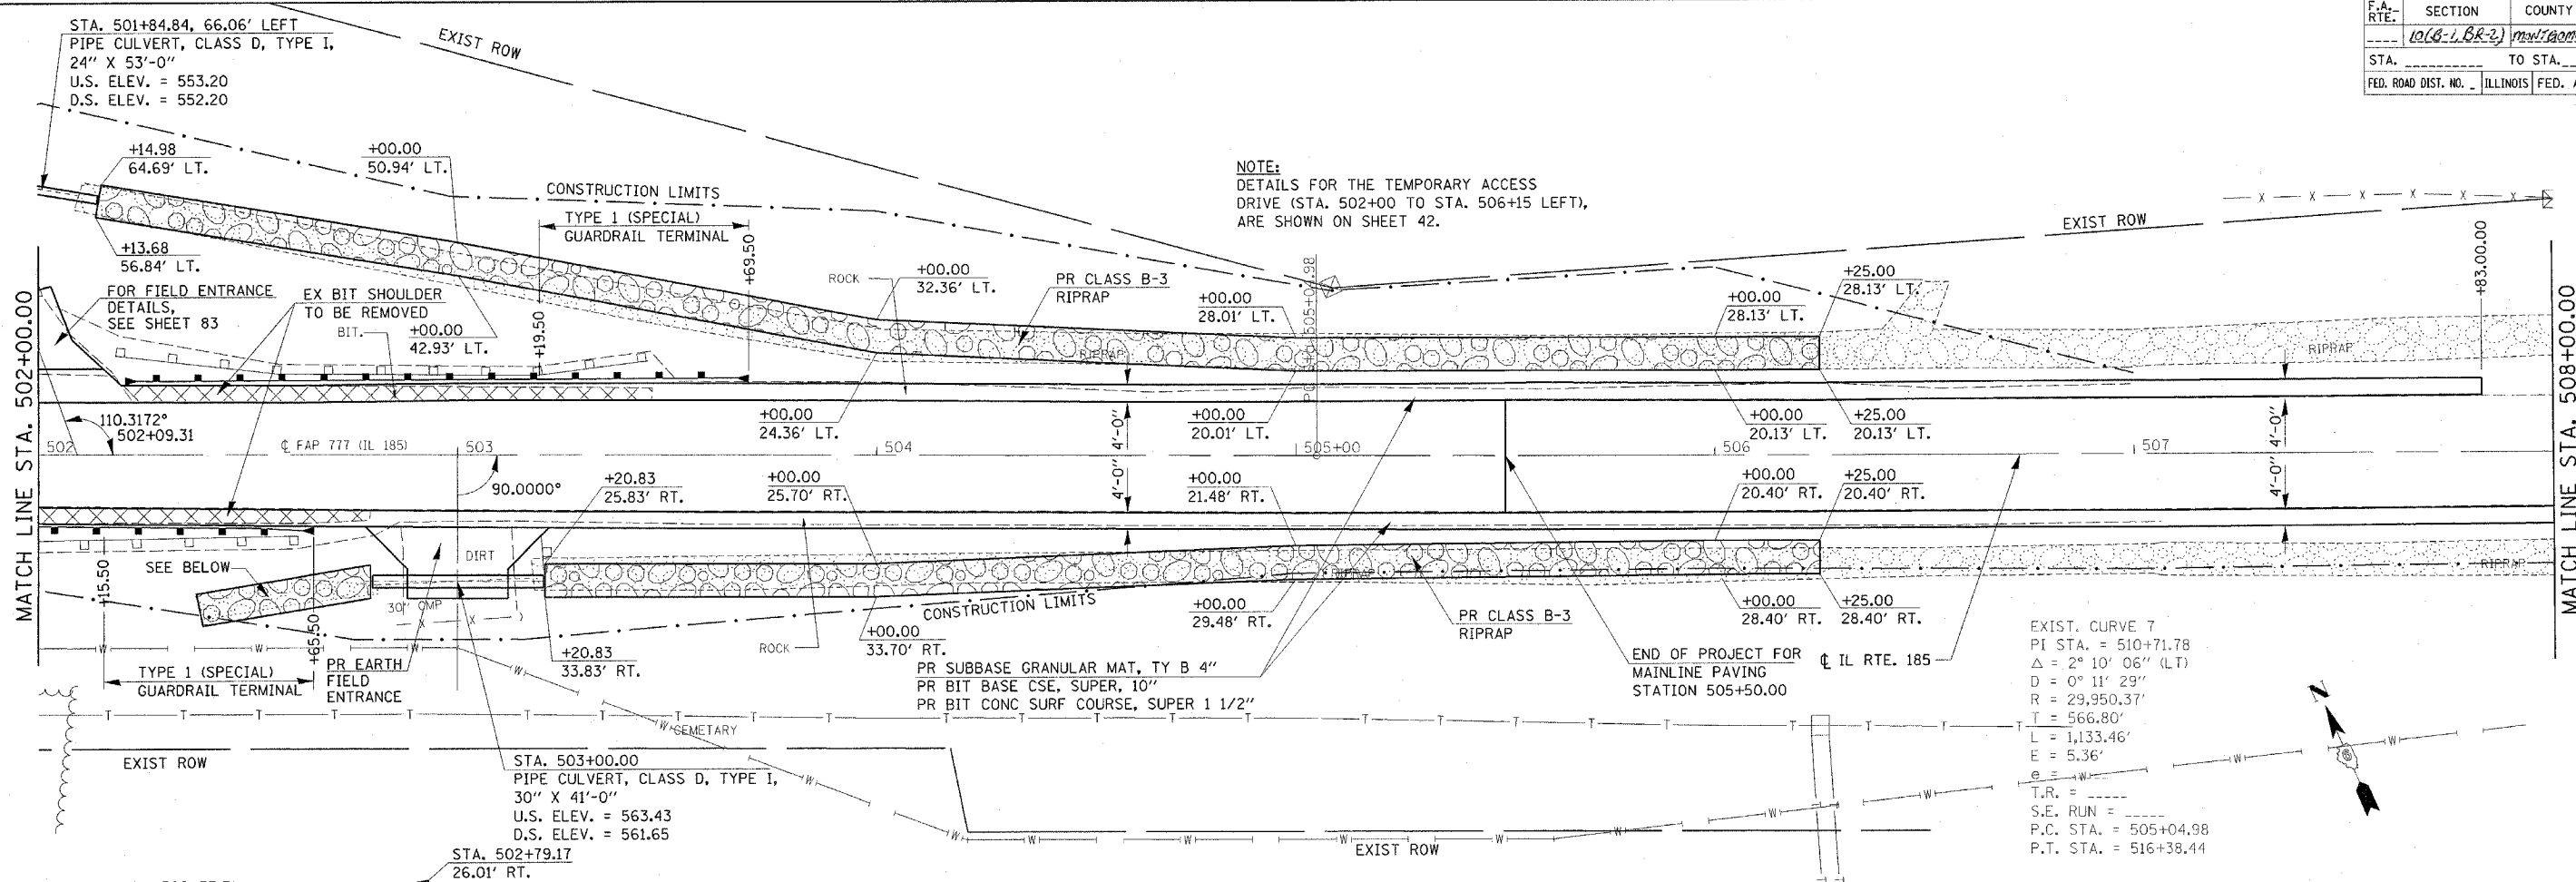 F.A.-
RTE.
SECTION
COUNTY
10(B-1, BR-2)
STA. __________ TO STA.
FED. ROAD DIST. NO. _
ILLINOIS
FED.
STA. 501+84.84, 66.06' LEFT
PIPE CULVERT, CLASS D, TYPE I,
24" X 53'-0"
U.S. ELEV. = 553.20
D.S. ELEV. = 552.20
EXIST ROW
+14.98
64.69' LT.
+00.00
50.94' LT.
CONSTRUCTION LIMITS
TYPE 1 (SPECIAL)
GUARDRAIL TERMINAL
+13.68
56.84' LT.
NOTE:
DETAILS FOR THE TEMPORARY ACCESS
DRIVE (STA. 502+00 TO STA. 506+15 LEFT),
ARE SHOWN ON SHEET 42.
EXIST ROW
X X X X X X
MATCH LINE STA. 502+00.00
FOR FIELD ENTRANCE
DETAILS,
SEE SHEET 83
EX BIT SHOULDER
TO BE REMOVED
BIT.
+00.00
42.93' LT.
+19.50
+69.50
ROCK
+00.00
32.36' LT.
PR CLASS B-3
RIPRAP
RIPRAP
+00.00
28.01' LT.
+00.00
28.13' LT.
+25.00
28.13' LT.
+83.00.00
RIPRAP
MATCH LINE STA. 508+00.00
+00.00
24.36' LT.
+00.00
20.01' LT.
+00.00
20.13' LT.
+25.00
20.13' LT.
110.3172°
502+09.31
502
℄ FAP 777 (IL 185)
503
504
505+00
506
507
90.0000°
4'-0"
4'-0"
4'-0"
4'-0"
+20.83
25.83' RT.
+00.00
25.70' RT.
+00.00
21.48' RT.
+00.00
20.40' RT.
+25.00
20.40' RT.
DIRT
SEE BELOW
30" CMP
+15.50
+65.50
TYPE 1 (SPECIAL)
GUARDRAIL TERMINAL
PR EARTH
FIELD
ENTRANCE
+20.83
33.83' RT.
ROCK
+00.00
33.70' RT.
CONSTRUCTION LIMITS
+00.00
29.48' RT.
PR CLASS B-3
RIPRAP
+00.00
28.40' RT.
+25.00
28.40' RT.
RIPRAP
PR SUBBASE GRANULAR MAT, TY B 4"
PR BIT BASE CSE, SUPER, 10"
PR BIT CONC SURF COURSE, SUPER 1 1/2"
END OF PROJECT FOR
MAINLINE PAVING
STATION 505+50.00
℄ IL RTE. 185
EXIST. CURVE 7
PI STA. = 510+71.78
Δ = 2° 10' 06" (LT)
D = 0° 11' 29"
R = 29,950.37'
T = 566.80'
L = 1,133.46'
E = 5.36'
e =
T.R. = _____
S.E. RUN = _____
P.C. STA. = 505+04.98
P.T. STA. = 516+38.44
N
CEMETARY
EXIST ROW
STA. 503+00.00
PIPE CULVERT, CLASS D, TYPE I,
30" X 41'-0"
U.S. ELEV. = 563.43
D.S. ELEV. = 561.65
EXIST ROW
STA. 502+79.17
26.01' RT.